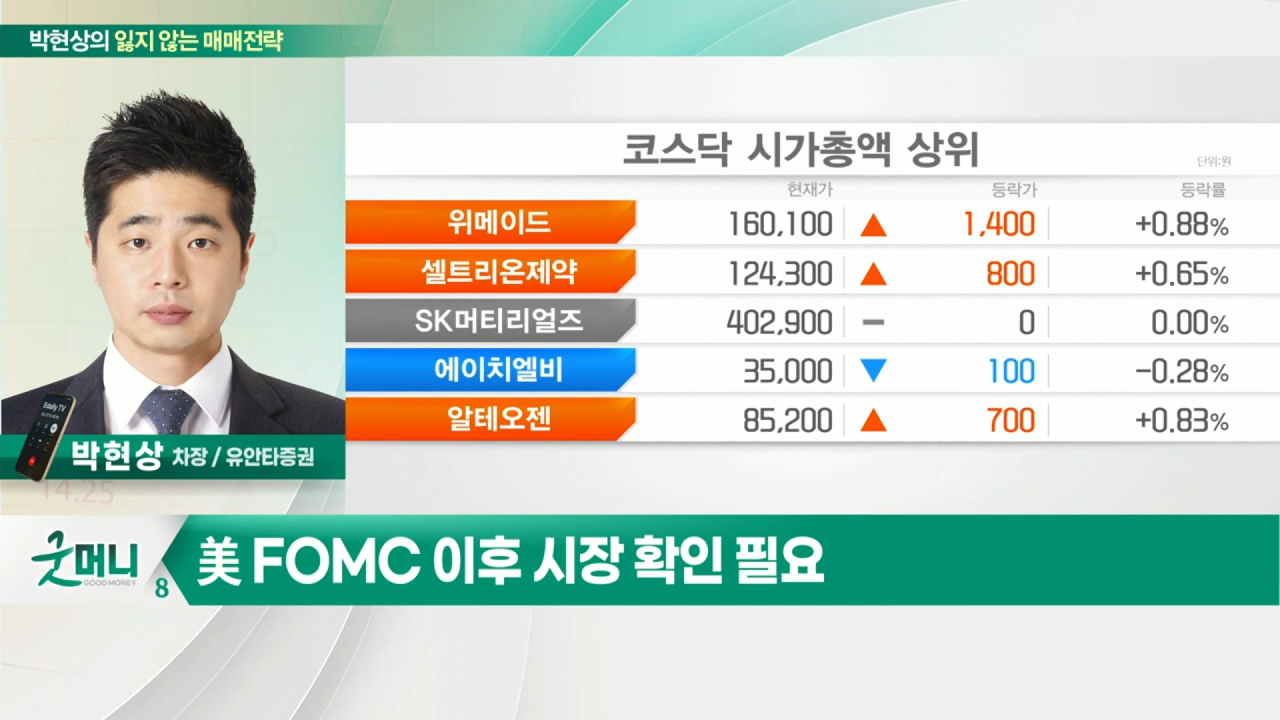 박현상의 잃지 않는 매매전략
코스닥 시가총액 상위
단위:원
현재가 등락가 등락률
위메이드 160,100 ▲ 1,400 +0.88%
셀트리온제약 124,300 ▲ 800 +0.65%
SK머티리얼즈 402,900 － 0 0.00%
에이치엘비 35,000 ▼ 100 -0.28%
알테오젠 85,200 ▲ 700 +0.83%
Edaily TV
박현상 차장 / 유안타증권
14.25
굿머니
GOOD MONEY
8
美 FOMC 이후 시장 확인 필요